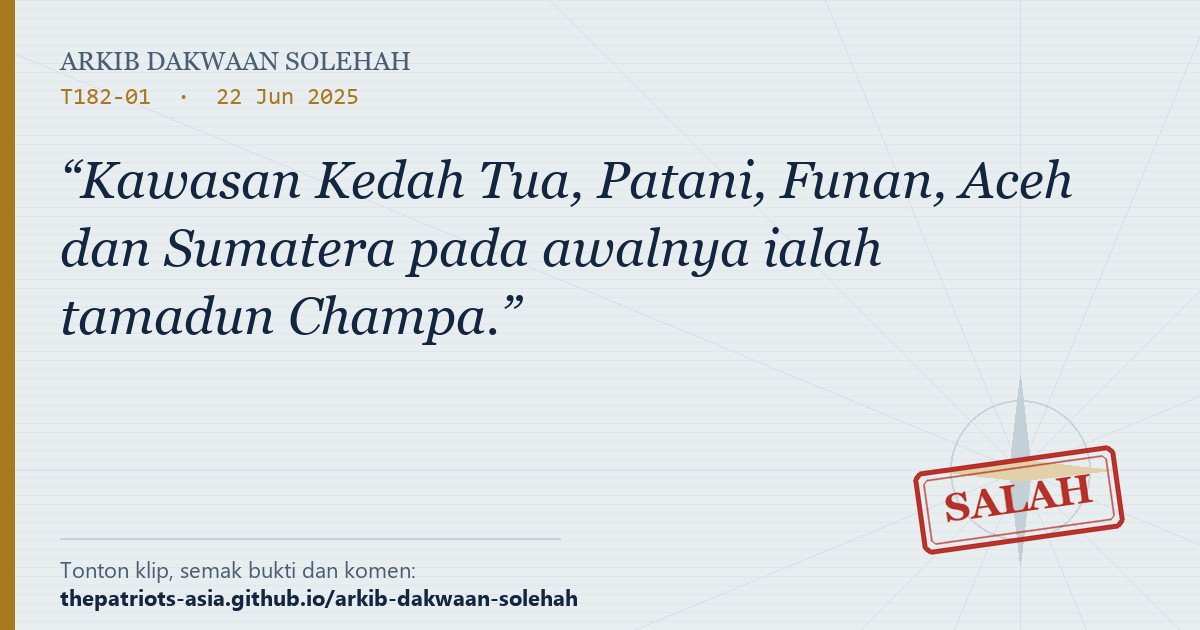 ARKIB DAKWAAN SOLEHAH
T182-01 · 22 Jun 2025
“Kawasan Kedah Tua, Patani, Funan, Aceh
dan Sumatera pada awalnya ialah
tamadun Champa.”
SALAH
Tonton klip, semak bukti dan komen:
thepatriots-asia.github.io/arkib-dakwaan-solehah